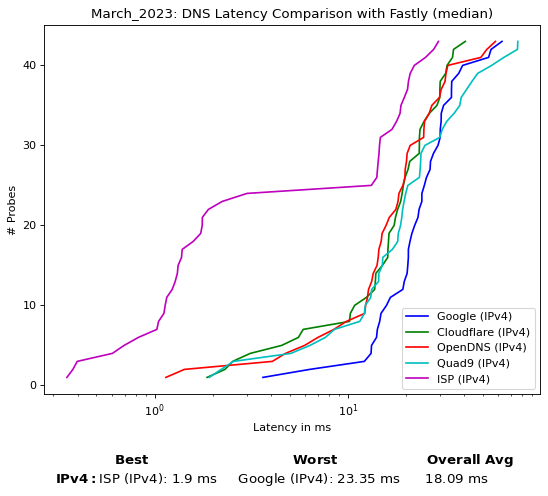 March_2023: DNS Latency Comparison with Fastly (median)
# Probes
40
30
20
10
0
10⁰
10¹
Latency in ms
Google (IPv4)
Cloudflare (IPv4)
OpenDNS (IPv4)
Quad9 (IPv4)
ISP (IPv4)
Best Worst Overall Avg
IPv4: ISP (IPv4): 1.9 ms Google (IPv4): 23.35 ms 18.09 ms